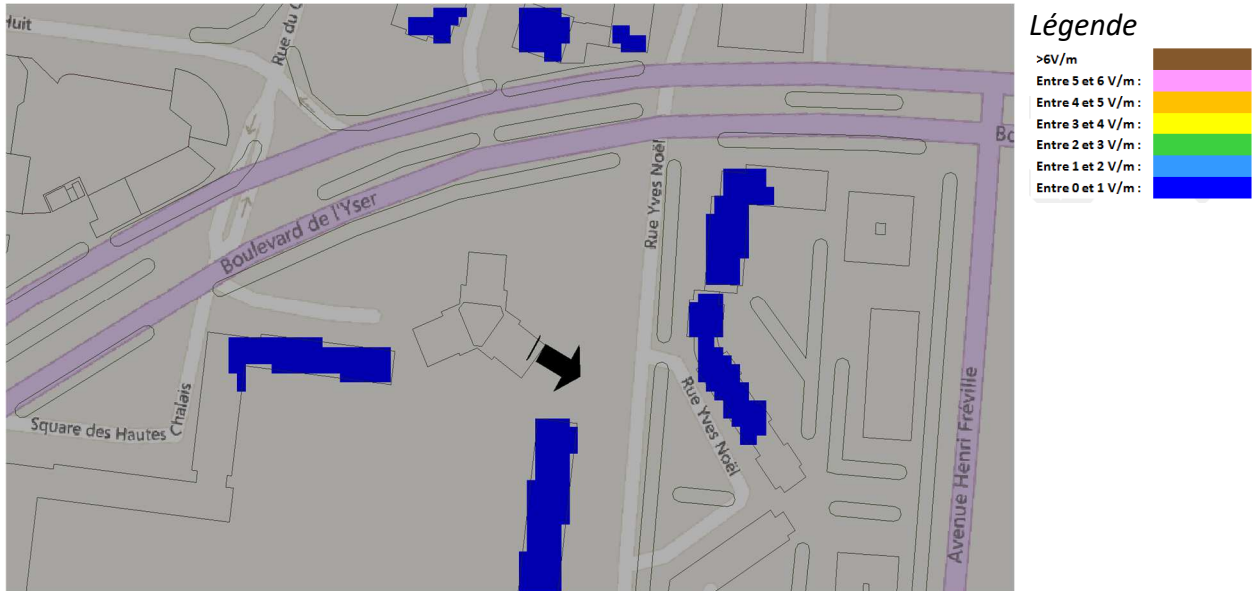 Huit
Rue du C
Légende
>6V/m
Entre 5 et 6 V/m :
Entre 4 et 5 V/m :
Entre 3 et 4 V/m :
Entre 2 et 3 V/m :
Entre 1 et 2 V/m :
Entre 0 et 1 V/m :
Bo
Rue Yves Noël
Boulevard de l'Yser
Square des Hautes Chalais
Rue Yves Noël
Avenue Henri Fréville